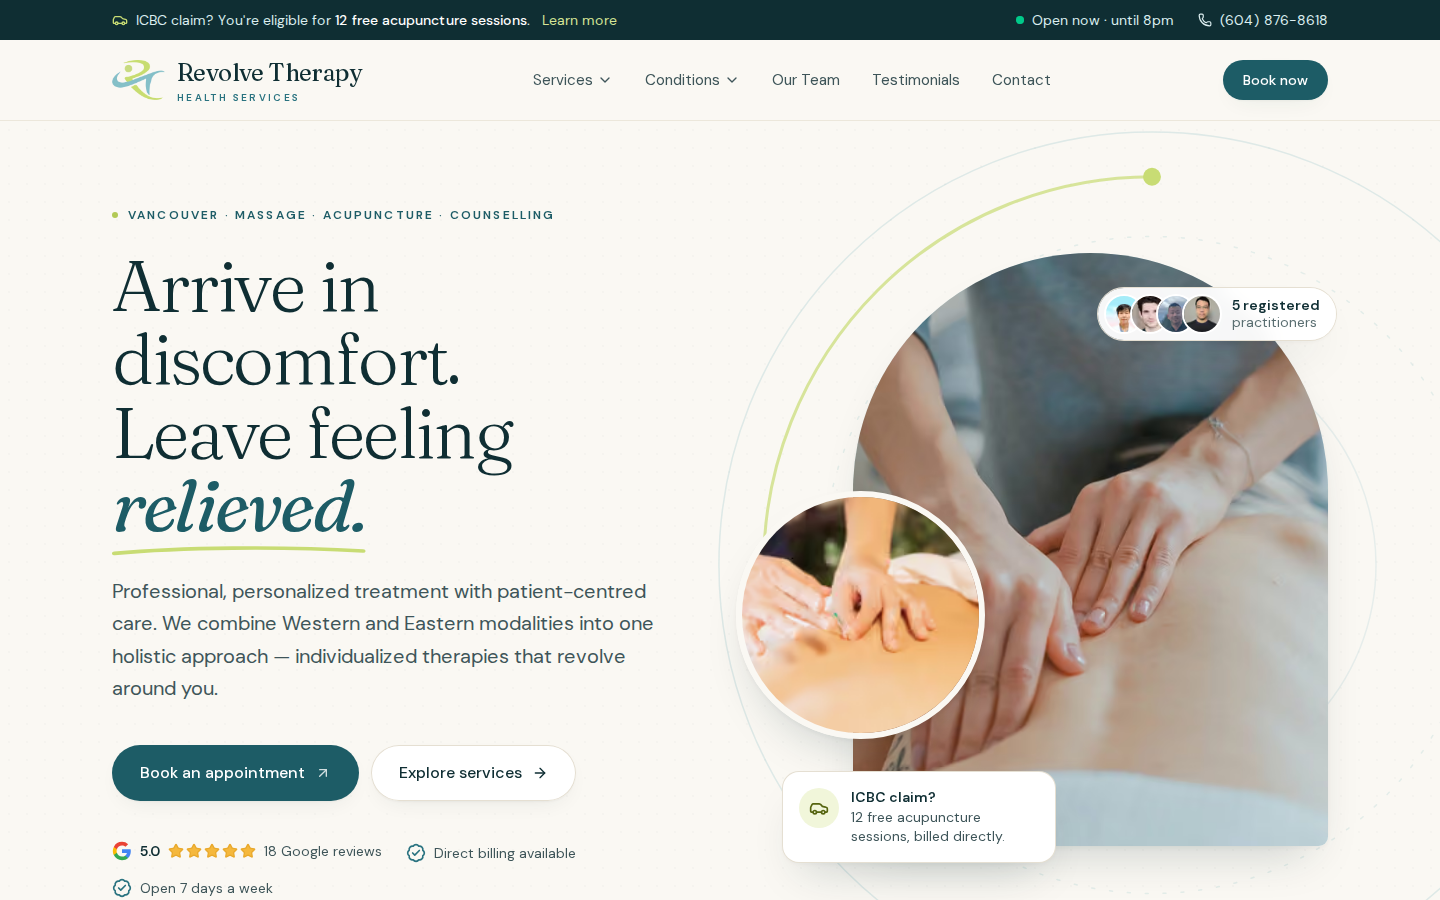 ICBC claim? You're eligible for 12 free acupuncture sessions. Learn more
Open now · until 8pm
(604) 876-8618
Revolve Therapy
HEALTH SERVICES
Services
Conditions
Our Team
Testimonials
Contact
Book now
VANCOUVER · MASSAGE · ACUPUNCTURE · COUNSELLING
Arrive in
discomfort.
Leave feeling
relieved.
Professional, personalized treatment with patient-centred
care. We combine Western and Eastern modalities into one
holistic approach — individualized therapies that revolve
around you.
Book an appointment
Explore services
5.0
18 Google reviews
Direct billing available
Open 7 days a week
5 registered
practitioners
ICBC claim?
12 free acupuncture
sessions, billed directly.